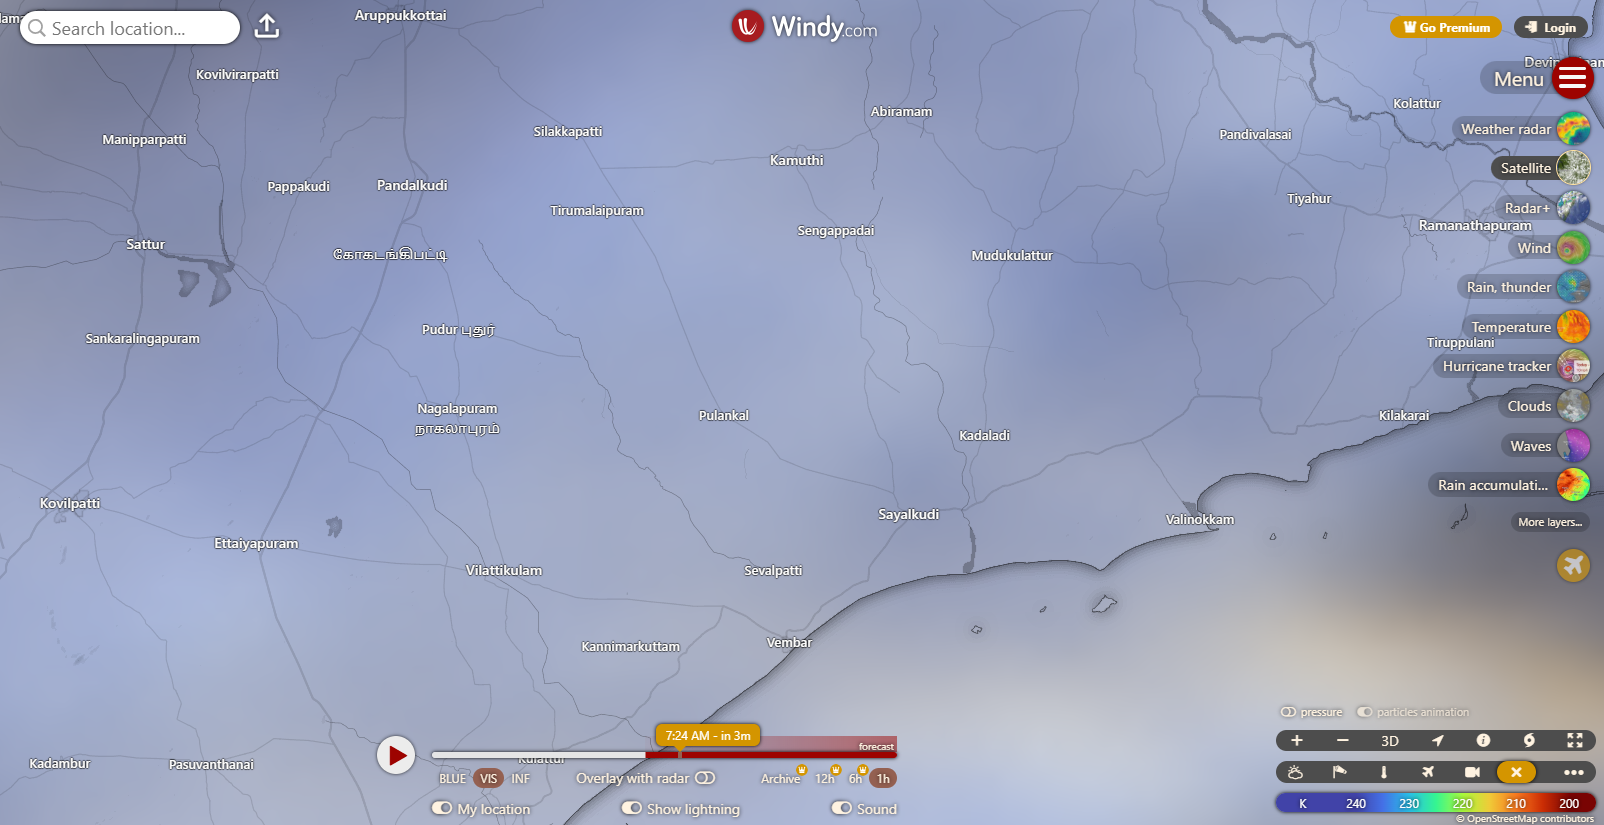 Aruppukkottai
Search location...
Windy.com
Go Premium
Login
Kovilvirarpatti
Menu
Abiramam
Kolattur
Silakkapatti
Pandivalasai
Weather radar
Manipparpatti
Kamuthi
Satellite
Pappakudi
Pandalkudi
Tiyahur
Tirumalaipuram
Radar+
Sengappadai
Ramanathapuram
Sattur
கோகடங்கிபட்டி
Mudukulattur
Wind
Rain, thunder
Pudur புதுர்
Temperature
Sankaralingapuram
Tiruppulani
Hurricane tracker
Nagalapuram
நாகலாபுரம்
Pulankal
Kilakarai
Clouds
Kadaladi
Waves
Rain accumulati...
Kovilpatti
Sayalkudi
Valinokkam
More layers...
Ettaiyapuram
Vilattikulam
Sevalpatti
Kannimarkuttam
Vembar
pressure
particles animation
7:24 AM - in 3m
forecast
3D
Kadambur
Pasuvanthanai
Kulattur
BLUE
VIS
INF
Overlay with radar
Archive
12h
6h
1h
My location
Show lightning
Sound
K 240 230 220 210 200
© OpenStreetMap contributors